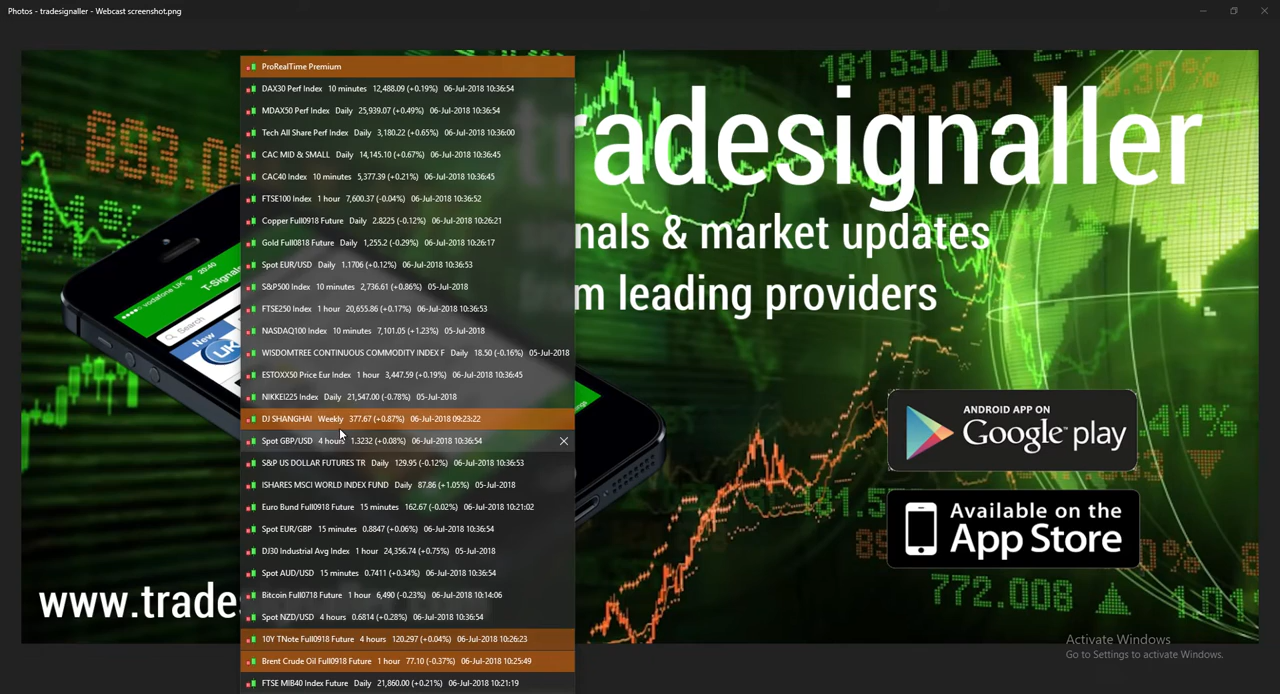 Photos - tradesignaller - Webcast screenshot.png
ProRealTime Premium
DAX30 Perf Index 10 minutes 12,488.09 (+0.19%) 06-Jul-2018 10:36:54
MDAX50 Perf Index Daily 25,939.07 (+0.49%) 06-Jul-2018 10:36:54
Tech All Share Perf Index Daily 3,180.22 (+0.65%) 06-Jul-2018 10:36:00
CAC MID & SMALL Daily 14,145.10 (+0.67%) 06-Jul-2018 10:36:45
CAC40 Index 10 minutes 5,377.39 (+0.21%) 06-Jul-2018 10:36:45
FTSE100 Index 1 hour 7,600.37 (-0.04%) 06-Jul-2018 10:36:52
Copper Full0918 Future Daily 2.8225 (-0.12%) 06-Jul-2018 10:26:21
Gold Full0818 Future Daily 1,255.2 (-0.29%) 06-Jul-2018 10:26:17
Spot EUR/USD Daily 1.1706 (+0.12%) 06-Jul-2018 10:36:53
S&P500 Index 10 minutes 2,736.61 (+0.86%) 05-Jul-2018
FTSE250 Index 1 hour 20,655.86 (+0.17%) 06-Jul-2018 10:36:53
NASDAQ100 Index 10 minutes 7,101.05 (+1.23%) 05-Jul-2018
WISDOMTREE CONTINUOUS COMMODITY INDEX F Daily 18.50 (-0.16%) 05-Jul-2018
ESTOXX50 Price Eur Index 1 hour 3,447.59 (+0.19%) 06-Jul-2018 10:36:45
NIKKEI225 Index Daily 21,547.00 (-0.78%) 05-Jul-2018
DJ SHANGHAI Weekly 377.67 (+0.87%) 06-Jul-2018 09:23:22
Spot GBP/USD 4 hours 1.3232 (+0.08%) 06-Jul-2018 10:36:54
S&P US DOLLAR FUTURES TR Daily 129.95 (-0.12%) 06-Jul-2018 10:36:53
ISHARES MSCI WORLD INDEX FUND Daily 87.86 (+1.05%) 05-Jul-2018
Euro Bund Full0918 Future 15 minutes 162.67 (-0.02%) 06-Jul-2018 10:21:02
Spot EUR/GBP 15 minutes 0.8847 (+0.06%) 06-Jul-2018 10:36:54
DJ30 Industrial Avg Index 1 hour 24,356.74 (+0.75%) 05-Jul-2018
Spot AUD/USD 15 minutes 0.7411 (+0.34%) 06-Jul-2018 10:36:54
Bitcoin Full0718 Future 1 hour 6,490 (-0.23%) 06-Jul-2018 10:14:06
Spot NZD/USD 4 hours 0.6814 (+0.28%) 06-Jul-2018 10:36:54
10Y TNote Full0918 Future 4 hours 120.297 (+0.04%) 06-Jul-2018 10:26:23
Brent Crude Oil Full0918 Future 1 hour 77.10 (-0.37%) 06-Jul-2018 10:25:49
FTSE MIB40 Index Future Daily 21,860.00 (+0.21%) 06-Jul-2018 10:21:19
tradesignaller
signals & market updates
from leading providers
ANDROID APP ON
Google play
Available on the
App Store
www.trades
vodafone UK 20:40
T-Signals
Search
New
UK
181.550
893.094
9.30%
772.008
1.01
Activate Windows
Go to Settings to activate Windows.